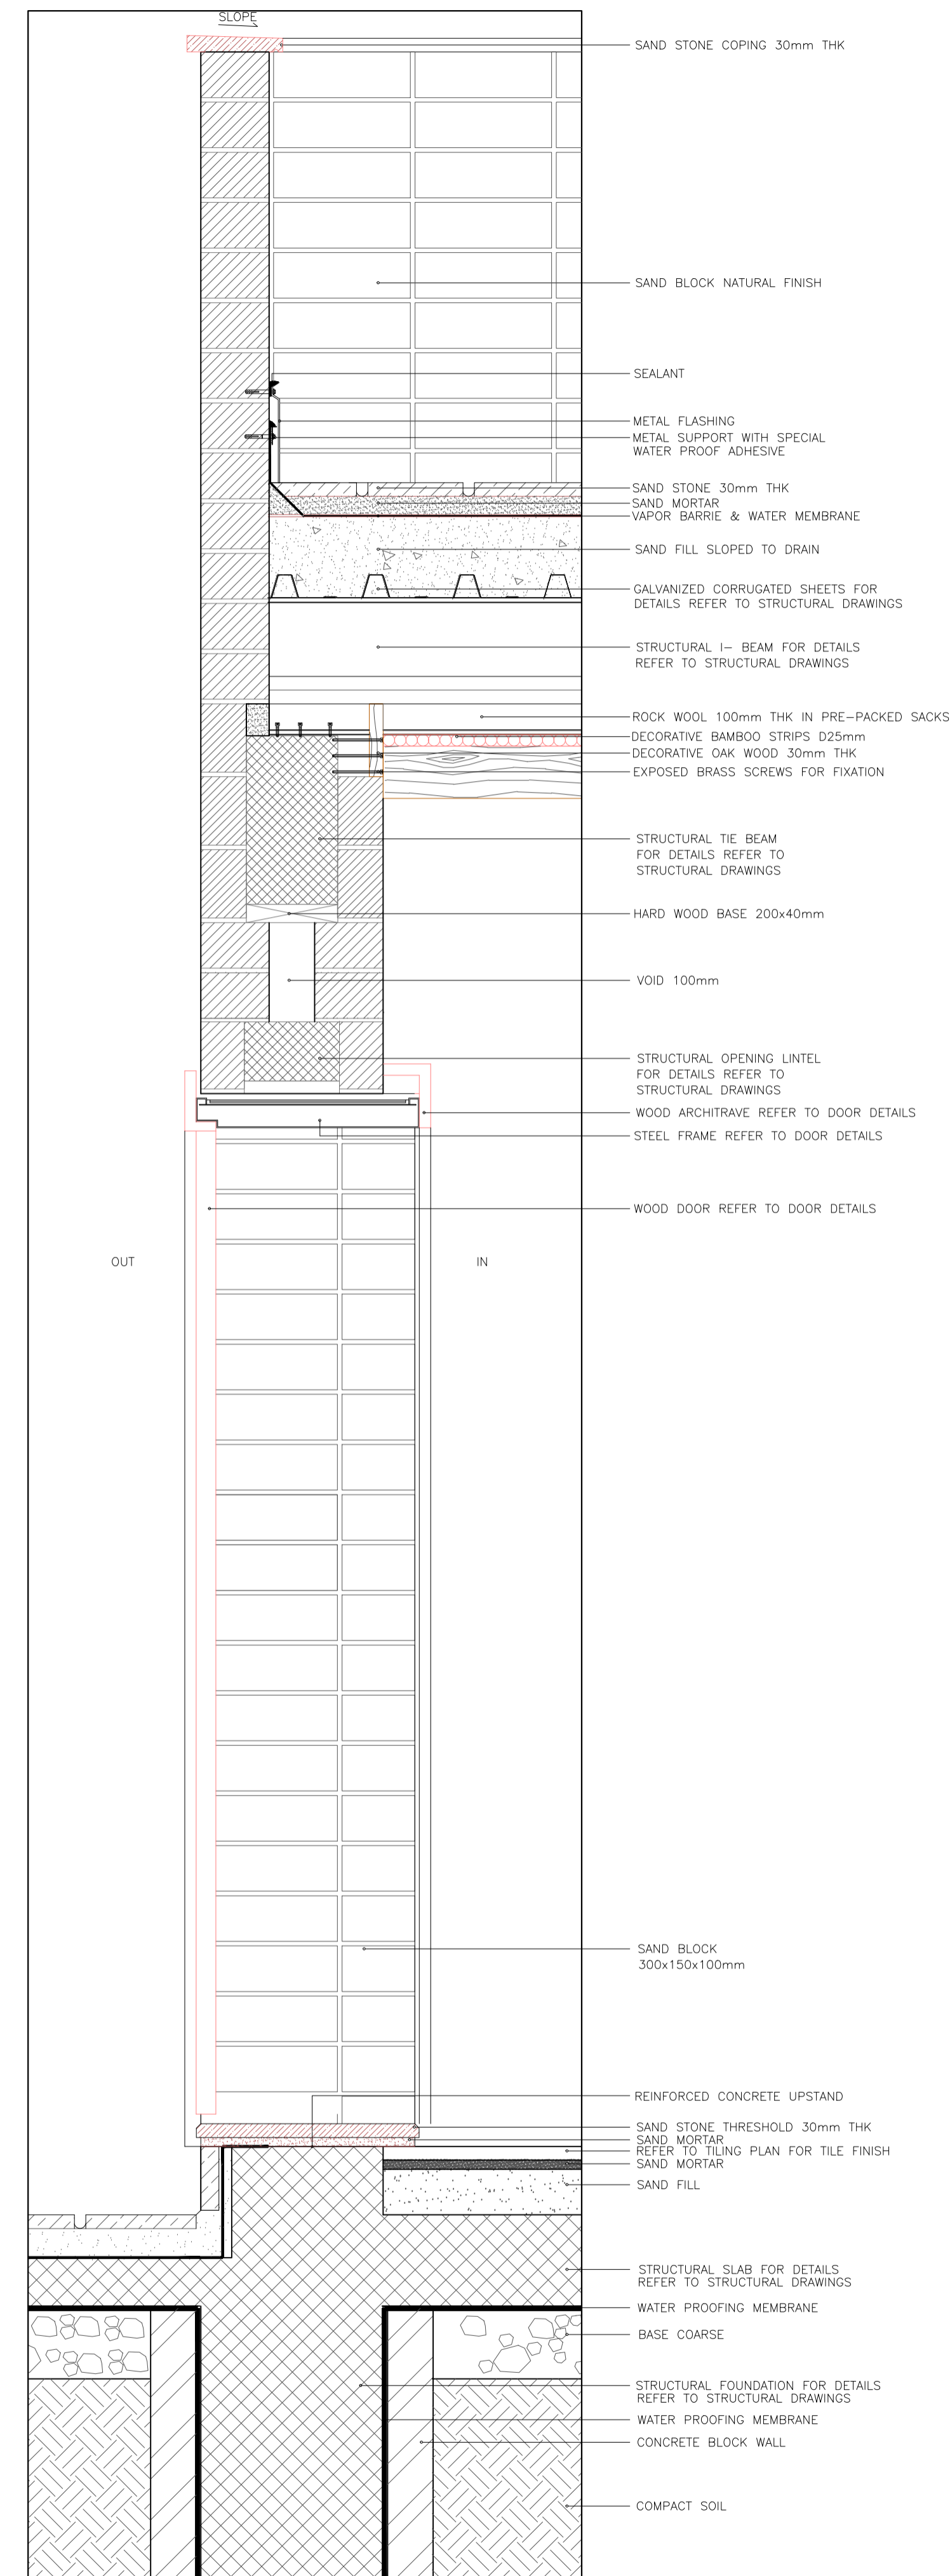 SLOPE
SAND STONE COPING 30mm THK
SAND BLOCK NATURAL FINISH
SEALANT
METAL FLASHING
METAL SUPPORT WITH SPECIAL
WATER PROOF ADHESIVE
SAND STONE 30mm THK
SAND MORTAR
VAPOR BARRIE & WATER MEMBRANE
SAND FILL SLOPED TO DRAIN
GALVANIZED CORRUGATED SHEETS FOR
DETAILS REFER TO STRUCTURAL DRAWINGS
STRUCTURAL I- BEAM FOR DETAILS
REFER TO STRUCTURAL DRAWINGS
ROCK WOOL 100mm THK IN PRE-PACKED SACKS
DECORATIVE BAMBOO STRIPS D25mm
DECORATIVE OAK WOOD 30mm THK
EXPOSED BRASS SCREWS FOR FIXATION
STRUCTURAL TIE BEAM
FOR DETAILS REFER TO
STRUCTURAL DRAWINGS
HARD WOOD BASE 200x40mm
VOID 100mm
STRUCTURAL OPENING LINTEL
FOR DETAILS REFER TO
STRUCTURAL DRAWINGS
WOOD ARCHITRAVE REFER TO DOOR DETAILS
STEEL FRAME REFER TO DOOR DETAILS
WOOD DOOR REFER TO DOOR DETAILS
OUT
IN
SAND BLOCK
300x150x100mm
REINFORCED CONCRETE UPSTAND
SAND STONE THRESHOLD 30mm THK
SAND MORTAR
REFER TO TILING PLAN FOR TILE FINISH
SAND MORTAR
SAND FILL
STRUCTURAL SLAB FOR DETAILS
REFER TO STRUCTURAL DRAWINGS
WATER PROOFING MEMBRANE
BASE COARSE
STRUCTURAL FOUNDATION FOR DETAILS
REFER TO STRUCTURAL DRAWINGS
WATER PROOFING MEMBRANE
CONCRETE BLOCK WALL
COMPACT SOIL